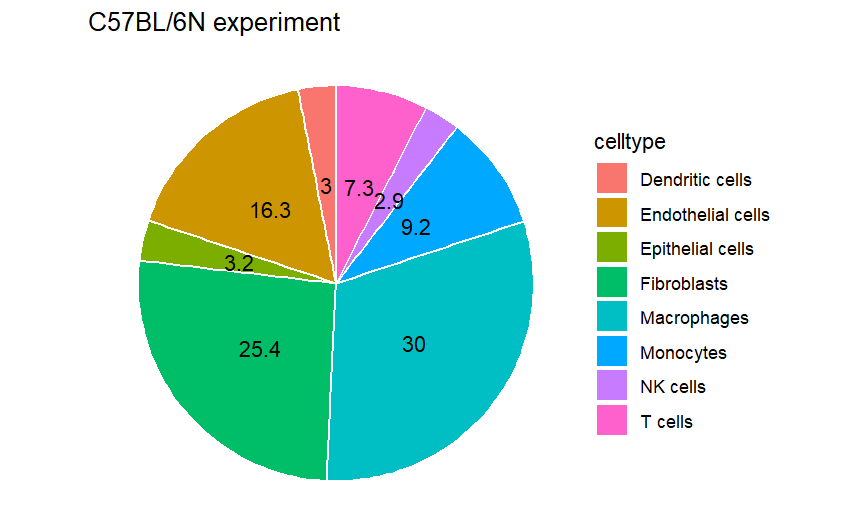 C57BL/6N experiment
3
7.3
2.9
16.3
9.2
3.2
25.4
30
celltype
Dendritic cells
Endothelial cells
Epithelial cells
Fibroblasts
Macrophages
Monocytes
NK cells
T cells